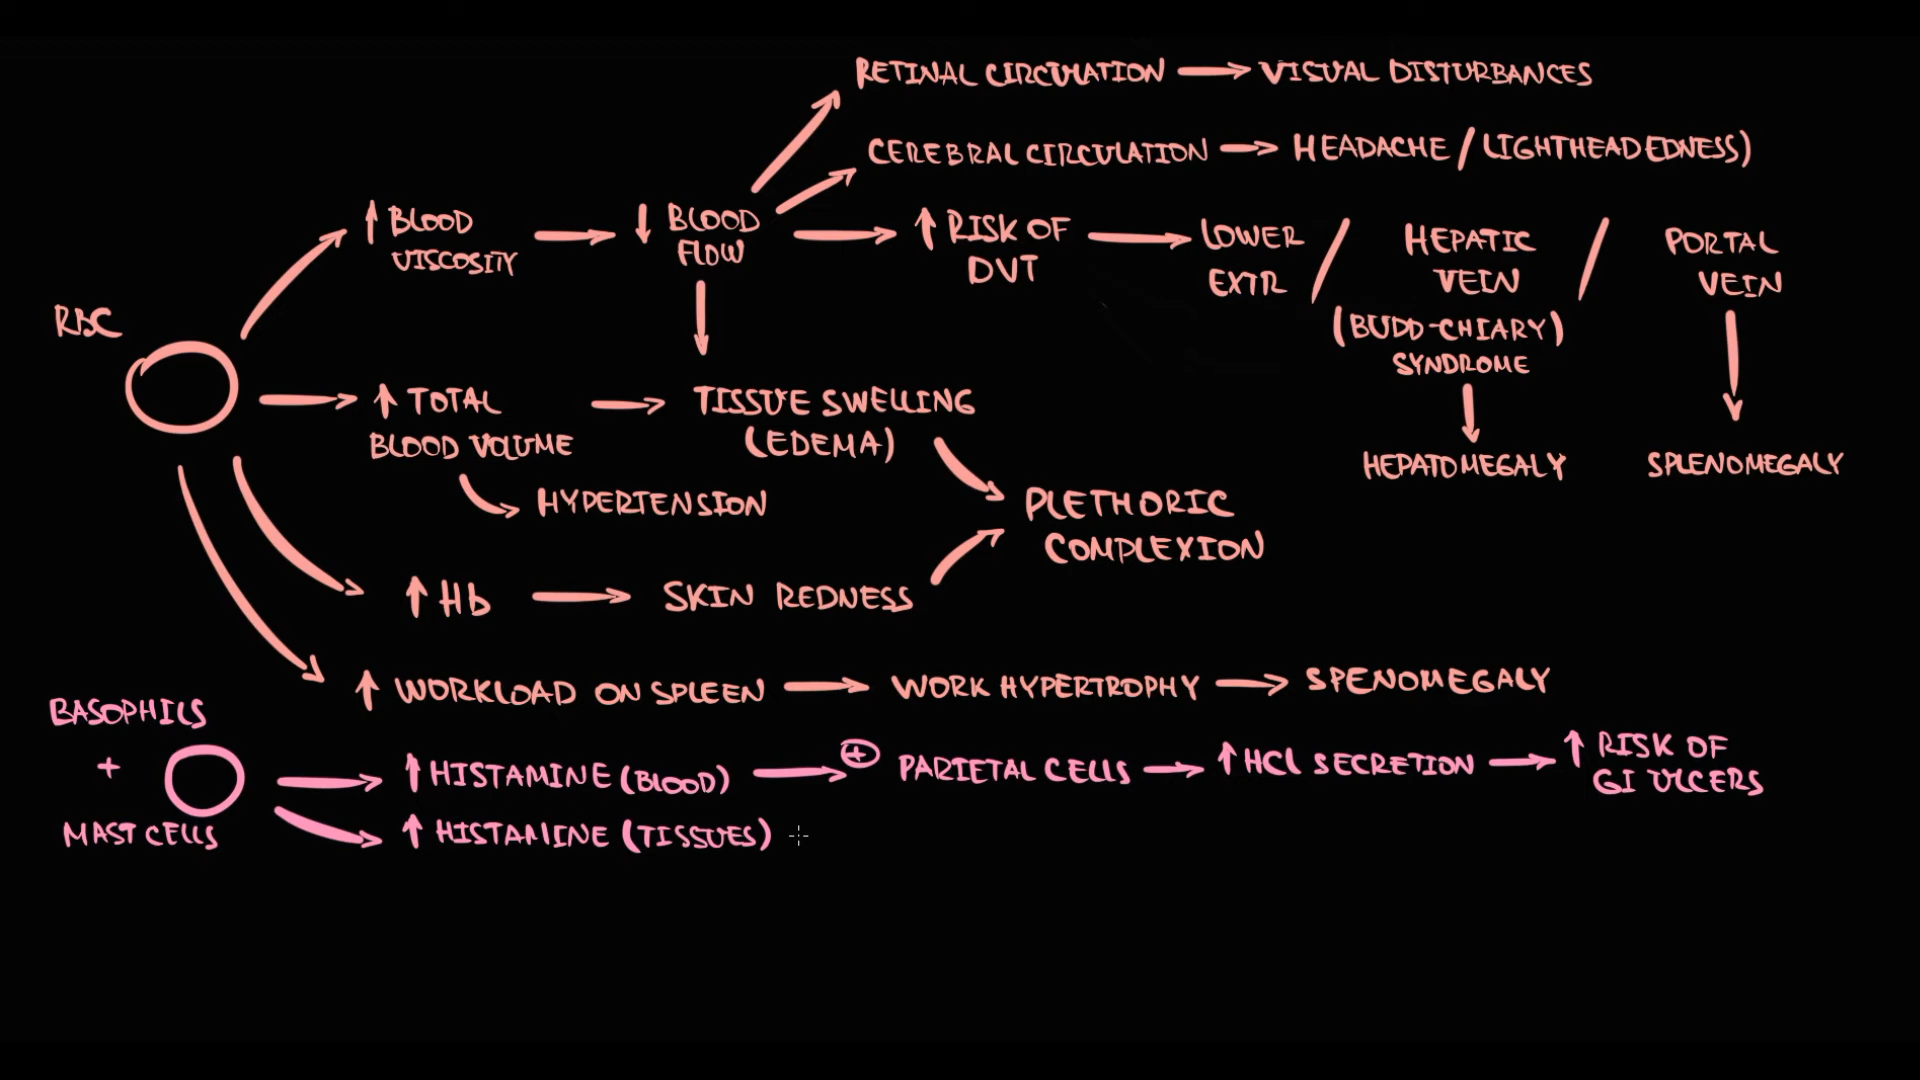 RETINAL CIRCULATION → VISUAL DISTURBANCES
CEREBRAL CIRCULATION → HEADACHE / LIGHTHEADEDNESS)
↑ BLOOD
VISCOSITY
→ ↓ BLOOD
FLOW
→ ↑ RISK OF
DVT
→ LOWER
EXTR
/ HEPATIC
VEIN
(BUDD-CHIARY)
SYNDROME
/ PORTAL
VEIN
HEPATOMEGALY
SPLENOMEGALY
RBC
↑ TOTAL
BLOOD VOLUME
→ TISSUE SWELLING
(EDEMA)
HYPERTENSION
PLETHORIC
COMPLEXION
↑ Hb → SKIN REDNESS
↑ WORKLOAD ON SPLEEN → WORK HYPERTROPHY → SPENOMEGALY
BASOPHILS
+
MAST CELLS
↑ HISTAMINE (BLOOD) → + PARIETAL CELLS → ↑ HCl SECRETION → ↑ RISK OF
GI ULCERS
↑ HISTAMINE (TISSUES)